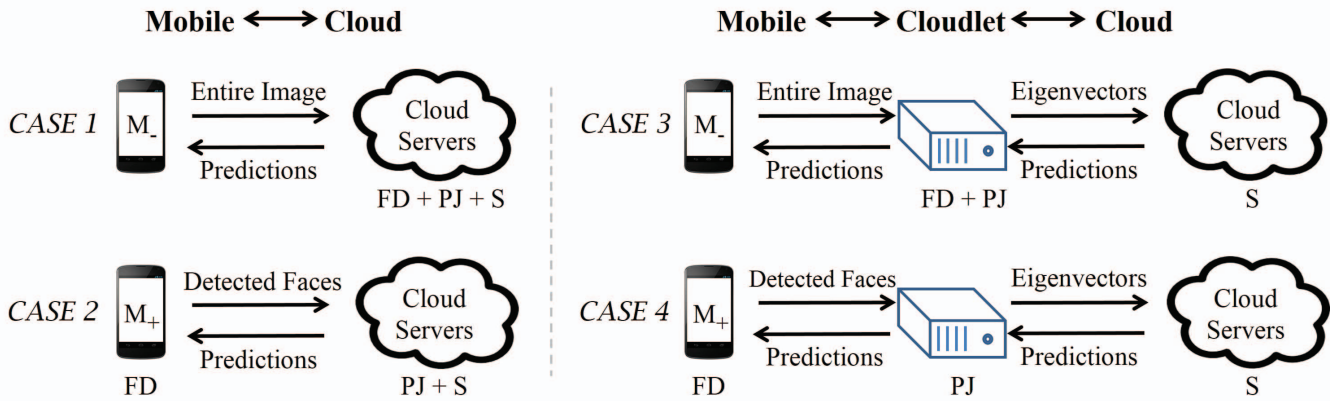 Mobile ⟷ Cloud
CASE 1
M-
Entire Image
Predictions
Cloud
Servers
FD + PJ + S
CASE 2
M+
Detected Faces
Predictions
Cloud
Servers
FD
PJ + S
Mobile ⟷ Cloudlet ⟷ Cloud
CASE 3
M-
Entire Image
Predictions
Eigenvectors
Predictions
Cloud
Servers
FD + PJ
S
CASE 4
M+
Detected Faces
Predictions
Eigenvectors
Predictions
Cloud
Servers
FD
PJ
S